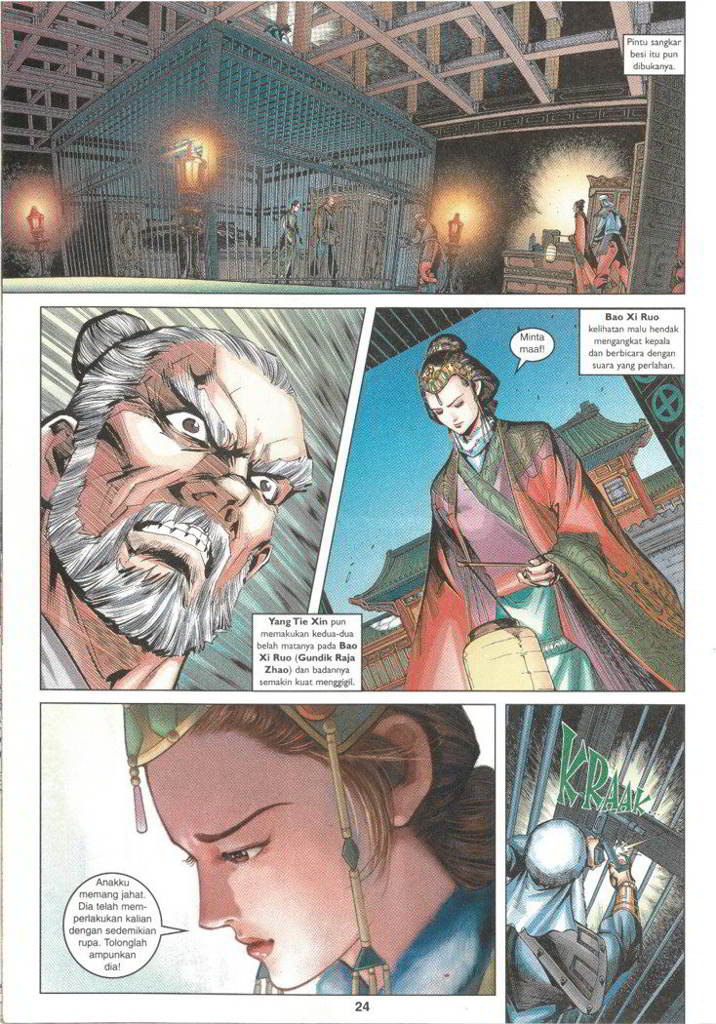 Pintu sangkar
besi itu pun
dibukanya.
Bao Xi Ruo
kelihatan malu hendak
mengangkat kepala
dan berbicara dengan
suara yang perlahan.
Minta
maaf!
Yang Tie Xin pun
memakukan kedua-dua
belah matanya pada Bao
Xi Ruo (Gundik Raja
Zhao) dan badannya
semakin kuat menggigil.
Anakku
memang jahat.
Dia telah mem-
perlakukan kalian
dengan sedemikian
rupa. Tolonglah
ampunkan
dia!
KRAAK
24